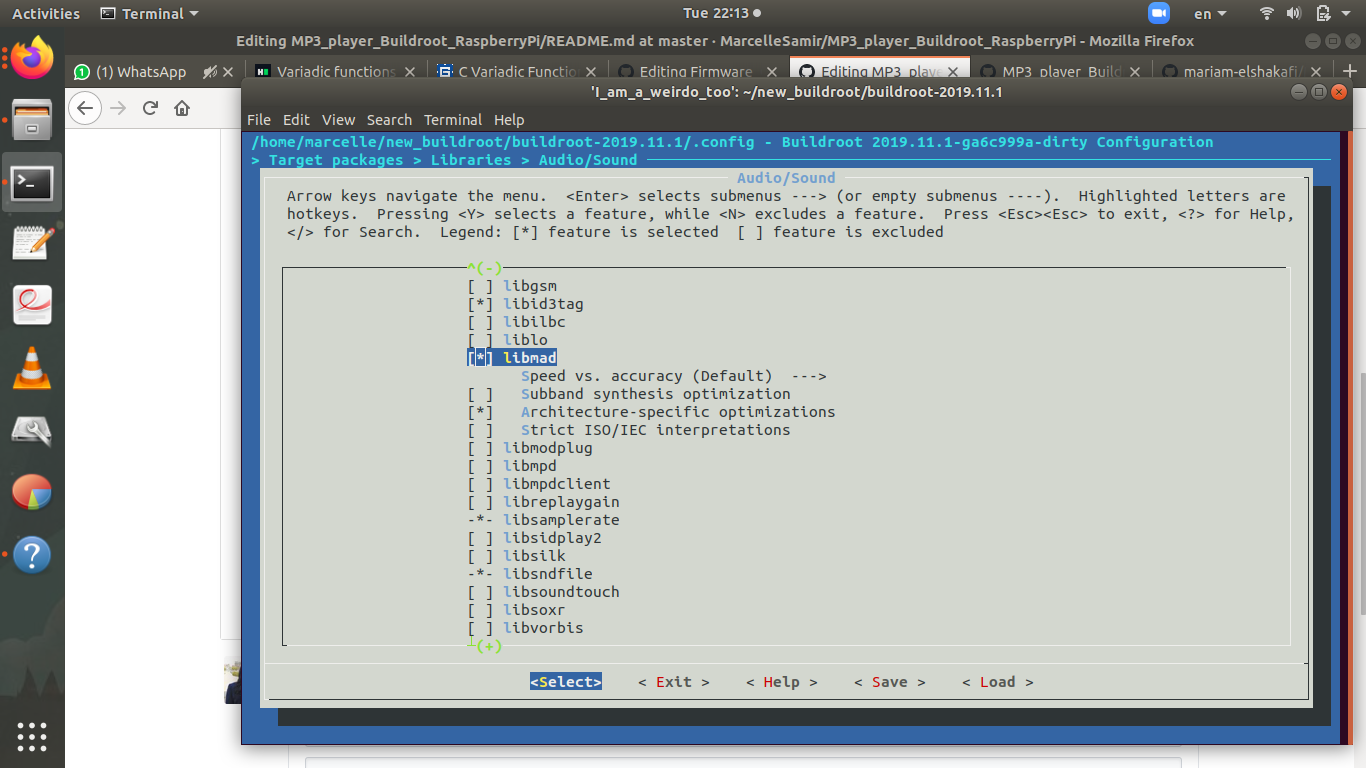 Activities Terminal Tue 22:13 en
Editing MP3_player_Buildroot_RaspberryPi/README.md at master · MarcelleSamir/MP3_player_Buildroot_RaspberryPi - Mozilla Firefox
(1) WhatsApp Variadic functions C Variadic Functio Editing Firmware Editing MP3_playe MP3_player_Build mariam-elshakafi/
'I_am_a_weirdo_too': ~/new_buildroot/buildroot-2019.11.1
File Edit View Search Terminal Help
/home/marcelle/new_buildroot/buildroot-2019.11.1/.config - Buildroot 2019.11.1-ga6c999a-dirty Configuration
> Target packages > Libraries > Audio/Sound
Audio/Sound
Arrow keys navigate the menu. <Enter> selects submenus ---> (or empty submenus ----). Highlighted letters are
hotkeys. Pressing <Y> selects a feature, while <N> excludes a feature. Press <Esc><Esc> to exit, <?> for Help,
</> for Search. Legend: [*] feature is selected [ ] feature is excluded
^(-)
[ ] libgsm
[*] libid3tag
[ ] libilbc
[ ] liblo
[*] libmad
Speed vs. accuracy (Default) --->
[ ] Subband synthesis optimization
[*] Architecture-specific optimizations
[ ] Strict ISO/IEC interpretations
[ ] libmodplug
[ ] libmpd
[ ] libmpdclient
[ ] libreplaygain
-*- libsamplerate
[ ] libsidplay2
[ ] libsilk
-*- libsndfile
[ ] libsoundtouch
[ ] libsoxr
[ ] libvorbis
(+)
<Select> < Exit > < Help > < Save > < Load >